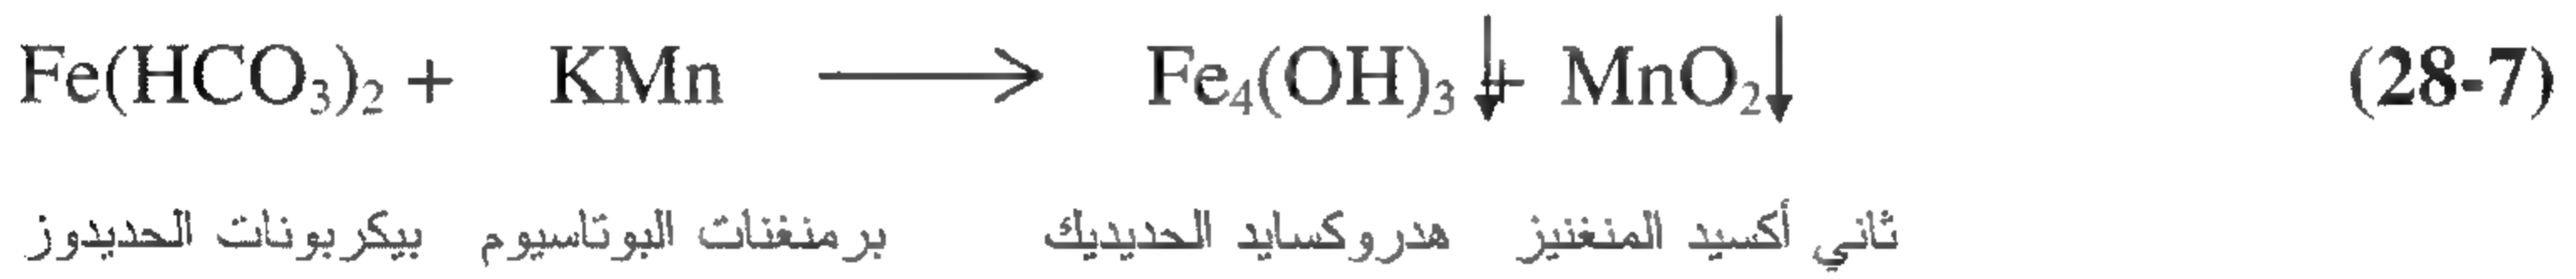 Fe(HCO₃)₂ + KMn ⟶ Fe₄(OH)₃↓ + MnO₂↓ (28-7)
بيكربونات الحديدوز برمنغنات البوتاسيوم هدروكسايد الحديديك ثاني أكسيد المنغنيز